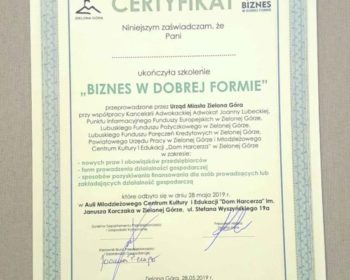 CERTYFIKAT
ZIELONA GÓRA
BIZNES
W DOBREJ FORMIE
Niniejszym zaświadczam, że
Pani
ukończyła szkolenie
„BIZNES W DOBREJ FORMIE"
przeprowadzone przez Urząd Miasta Zielona Góra
przy współpracy Kancelarii Adwokackiej Adwokat Joanny Lubeckiej,
Punktu Informacyjnego Funduszy Europejskich w Zielonej Górze,
Lubuskiego Funduszu Pożyczkowego w Zielonej Górze,
Lubuskiego Funduszu Poręczeń Kredytowych w Zielonej Górze,
Powiatowego Urzędu Pracy w Zielonej Górze i Młodzieżowego
Centrum Kultury i Edukacji „Dom Harcerza" w Zielonej Górze
w zakresie:
- nowych praw i obowiązków przedsiębiorców
- form prowadzenia działalności gospodarczej
- sposobów pozyskiwania finansowania dla osób prowadzących lub
zakładających działalność gospodarczą
które odbyło się w dniu 28 maja 2019 r.
w Auli Młodzieżowego Centrum Kultury i Edukacji "Dom Harcerza" im.
Janusza Korczaka w Zielonej Górze, ul. Stefana Wyszyńskiego 19a
Zielona Góra, 28.05.2019 r.